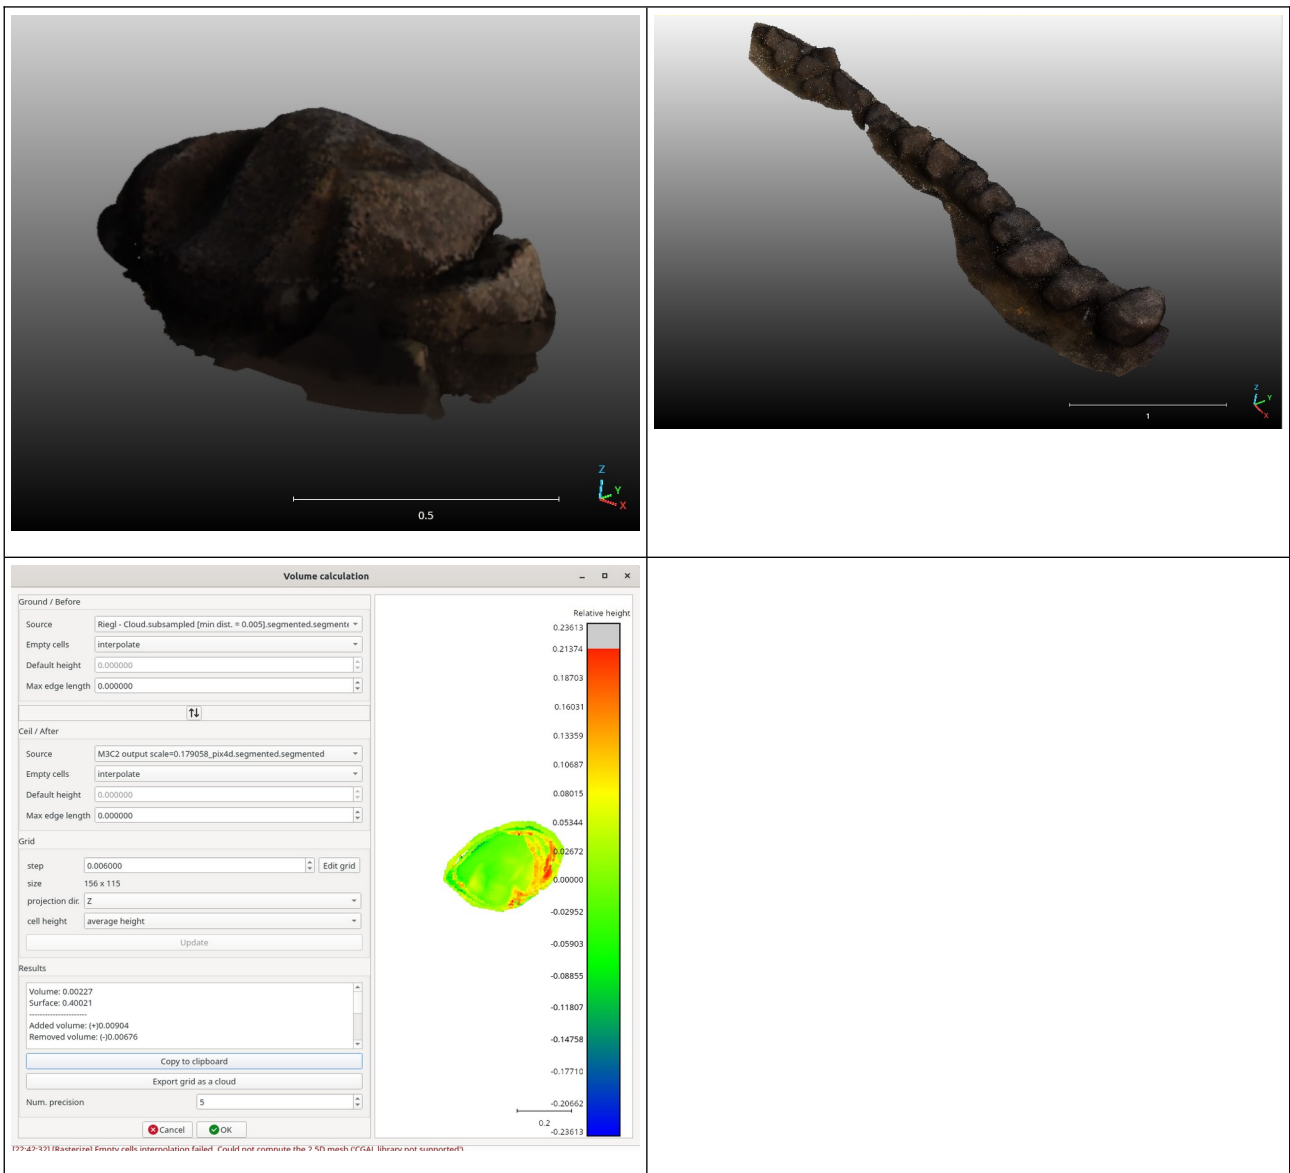 Z
Y
X
0.5
Z
Y
X
1
Volume calculation
Ground / Before
Source Riegl - Cloud.subsampled [min dist. = 0.005].segmented.segmente
Empty cells interpolate
Default height 0.000000
Max edge length 0.000000
Ceil / After
Source M3C2 output scale=0.179058_pix4d.segmented.segmented
Empty cells interpolate
Default height 0.000000
Max edge length 0.000000
Grid
step 0.006000 Edit grid
size 156 x 115
projection dir. Z
cell height average height
Update
Results
Volume: 0.00227
Surface: 0.40021
----------------------
Added volume: (+)0.00904
Removed volume: (-)0.00676
Copy to clipboard
Export grid as a cloud
Num. precision 5
Cancel OK
Relative height
0.23613
0.21374
0.18703
0.16031
0.13359
0.10687
0.08015
0.05344
0.02672
0.00000
-0.02952
-0.05903
-0.08855
-0.11807
-0.14758
-0.17710
-0.20662
-0.23613
0.2
[22:42:32] [Rasterize] Empty cells interpolation failed. Could not compute the 2.5D mesh ('CGAL library not supported')